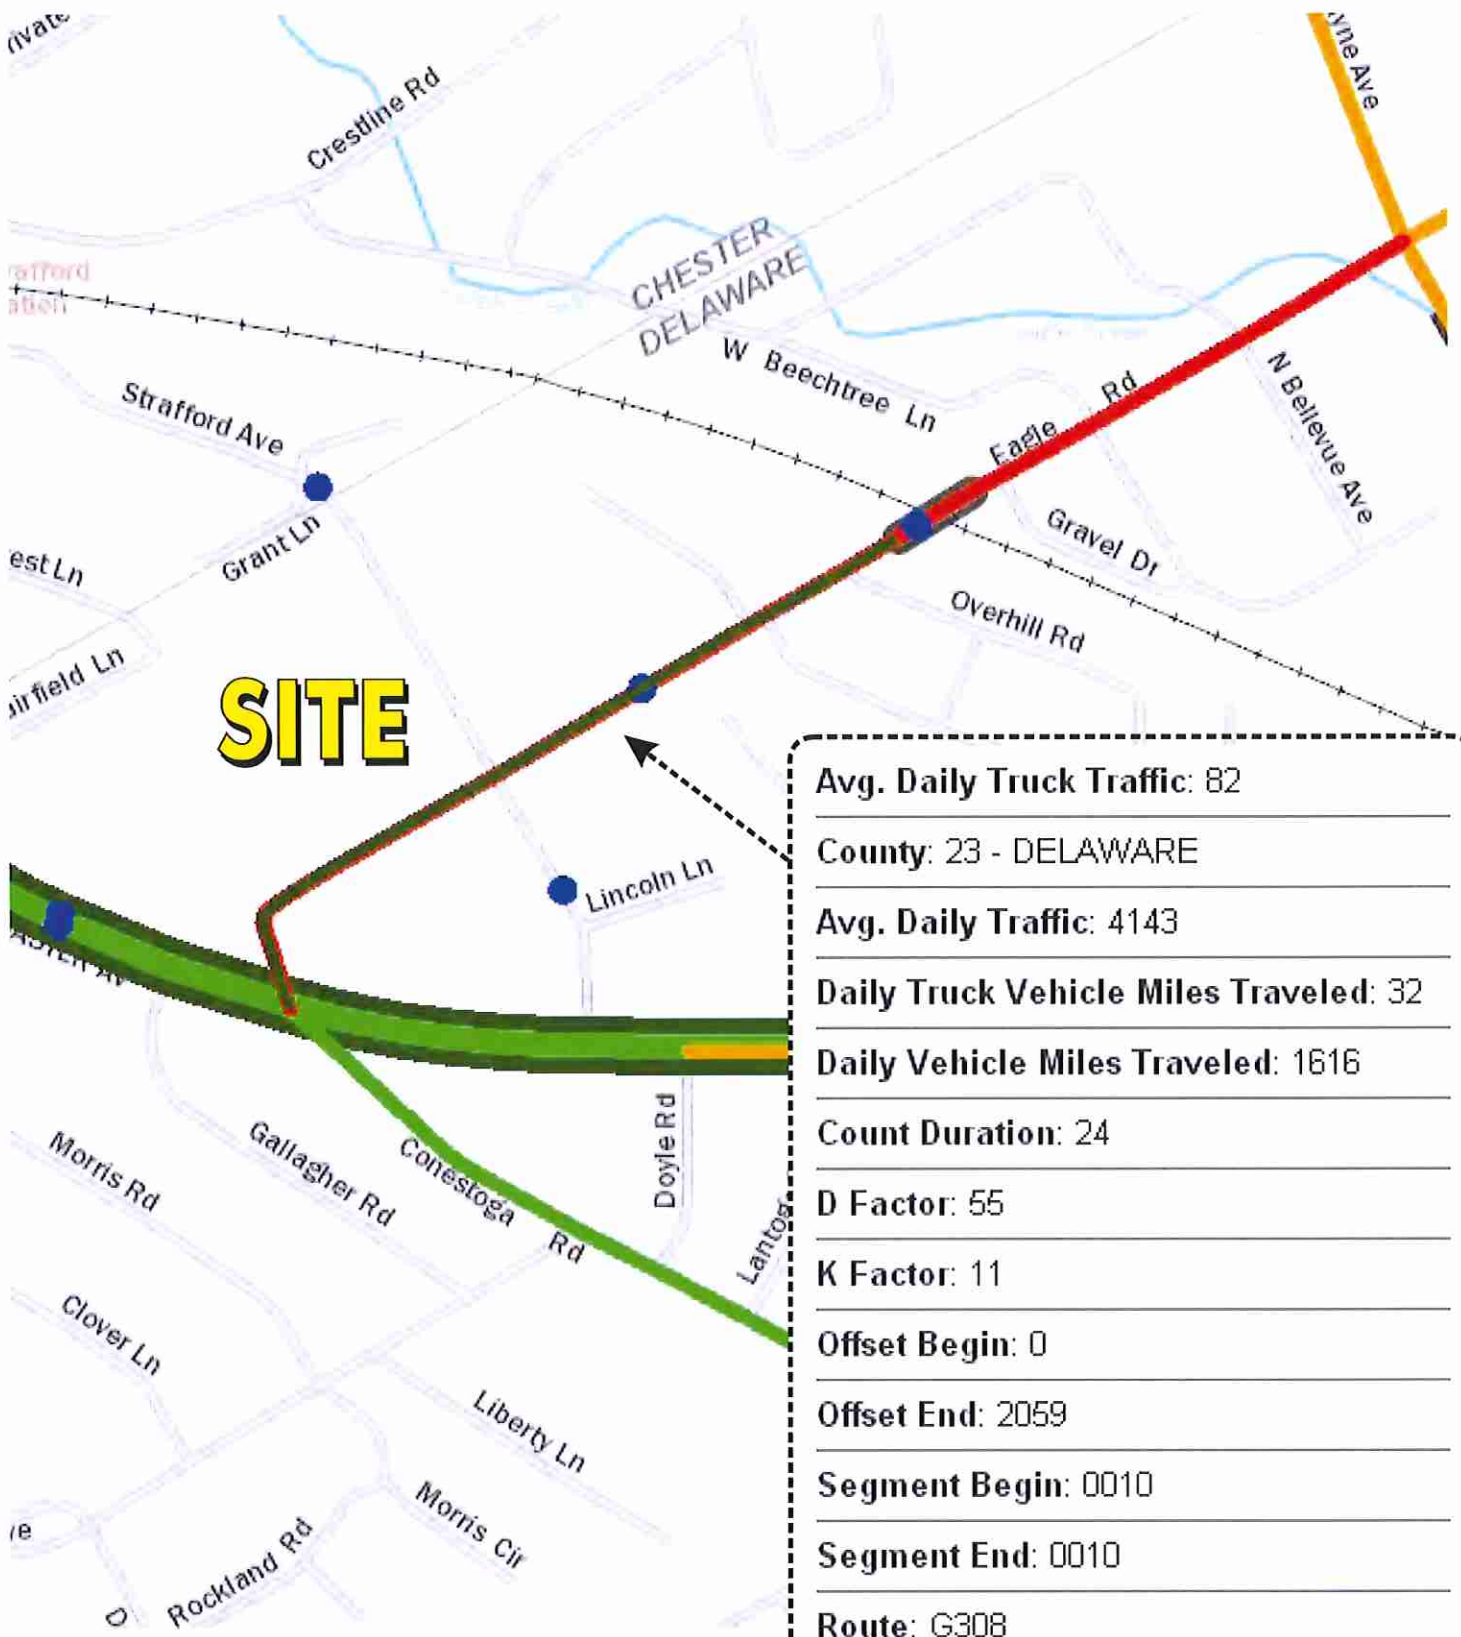 Crestline Rd
yne Ave
CHESTER
DELAWARE
W Beechtree Ln
Strafford Ave
Eagle Rd
N Bellevue Ave
Grant Ln
Gravel Dr
est Ln
Overhill Rd
airfield Ln
SITE
Lincoln Ln
Avg. Daily Truck Traffic: 82
County: 23 - DELAWARE
Avg. Daily Traffic: 4143
Daily Truck Vehicle Miles Traveled: 32
Daily Vehicle Miles Traveled: 1616
Count Duration: 24
D Factor: 55
K Factor: 11
Offset Begin: 0
Offset End: 2059
Segment Begin: 0010
Segment End: 0010
Route: G308
Gallagher Rd
Conestoga Rd
Doyle Rd
Morris Rd
Clover Ln
Liberty Ln
Morris Cir
Rockland Rd
D